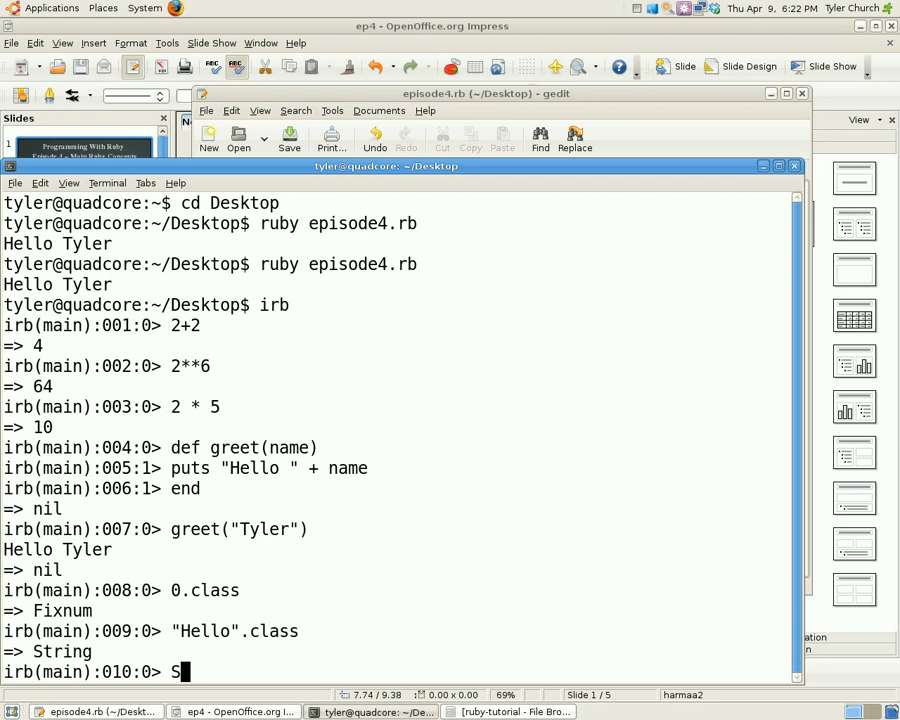 Applications Places System Thu Apr 9, 6:22 PM Tyler Church
ep4 - OpenOffice.org Impress
File Edit View Insert Format Tools Slide Show Window Help
ABC ABC Slide Slide Design Slide Show
episode4.rb (~/Desktop) - gedit
Slides View
File Edit View Search Tools Documents Help
New Open Save Print... Undo Redo Cut Copy Paste Find Replace
1
Programming With Ruby
Episode 4 - Main Ruby Concepts
tyler@quadcore: ~/Desktop
File Edit View Terminal Tabs Help
tyler@quadcore:~$ cd Desktop
tyler@quadcore:~/Desktop$ ruby episode4.rb
Hello Tyler
tyler@quadcore:~/Desktop$ ruby episode4.rb
Hello Tyler
tyler@quadcore:~/Desktop$ irb
irb(main):001:0> 2+2
=> 4
irb(main):002:0> 2**6
=> 64
irb(main):003:0> 2 * 5
=> 10
irb(main):004:0> def greet(name)
irb(main):005:1> puts "Hello " + name
irb(main):006:1> end
=> nil
irb(main):007:0> greet("Tyler")
Hello Tyler
=> nil
irb(main):008:0> 0.class
=> Fixnum
irb(main):009:0> "Hello".class
=> String
irb(main):010:0> S
7.74 / 9.38 0.00 x 0.00 69% Slide 1 / 5 harmaa2
episode4.rb (~/Deskt... ep4 - OpenOffice.org I... tyler@quadcore: ~/De... [ruby-tutorial - File Bro...